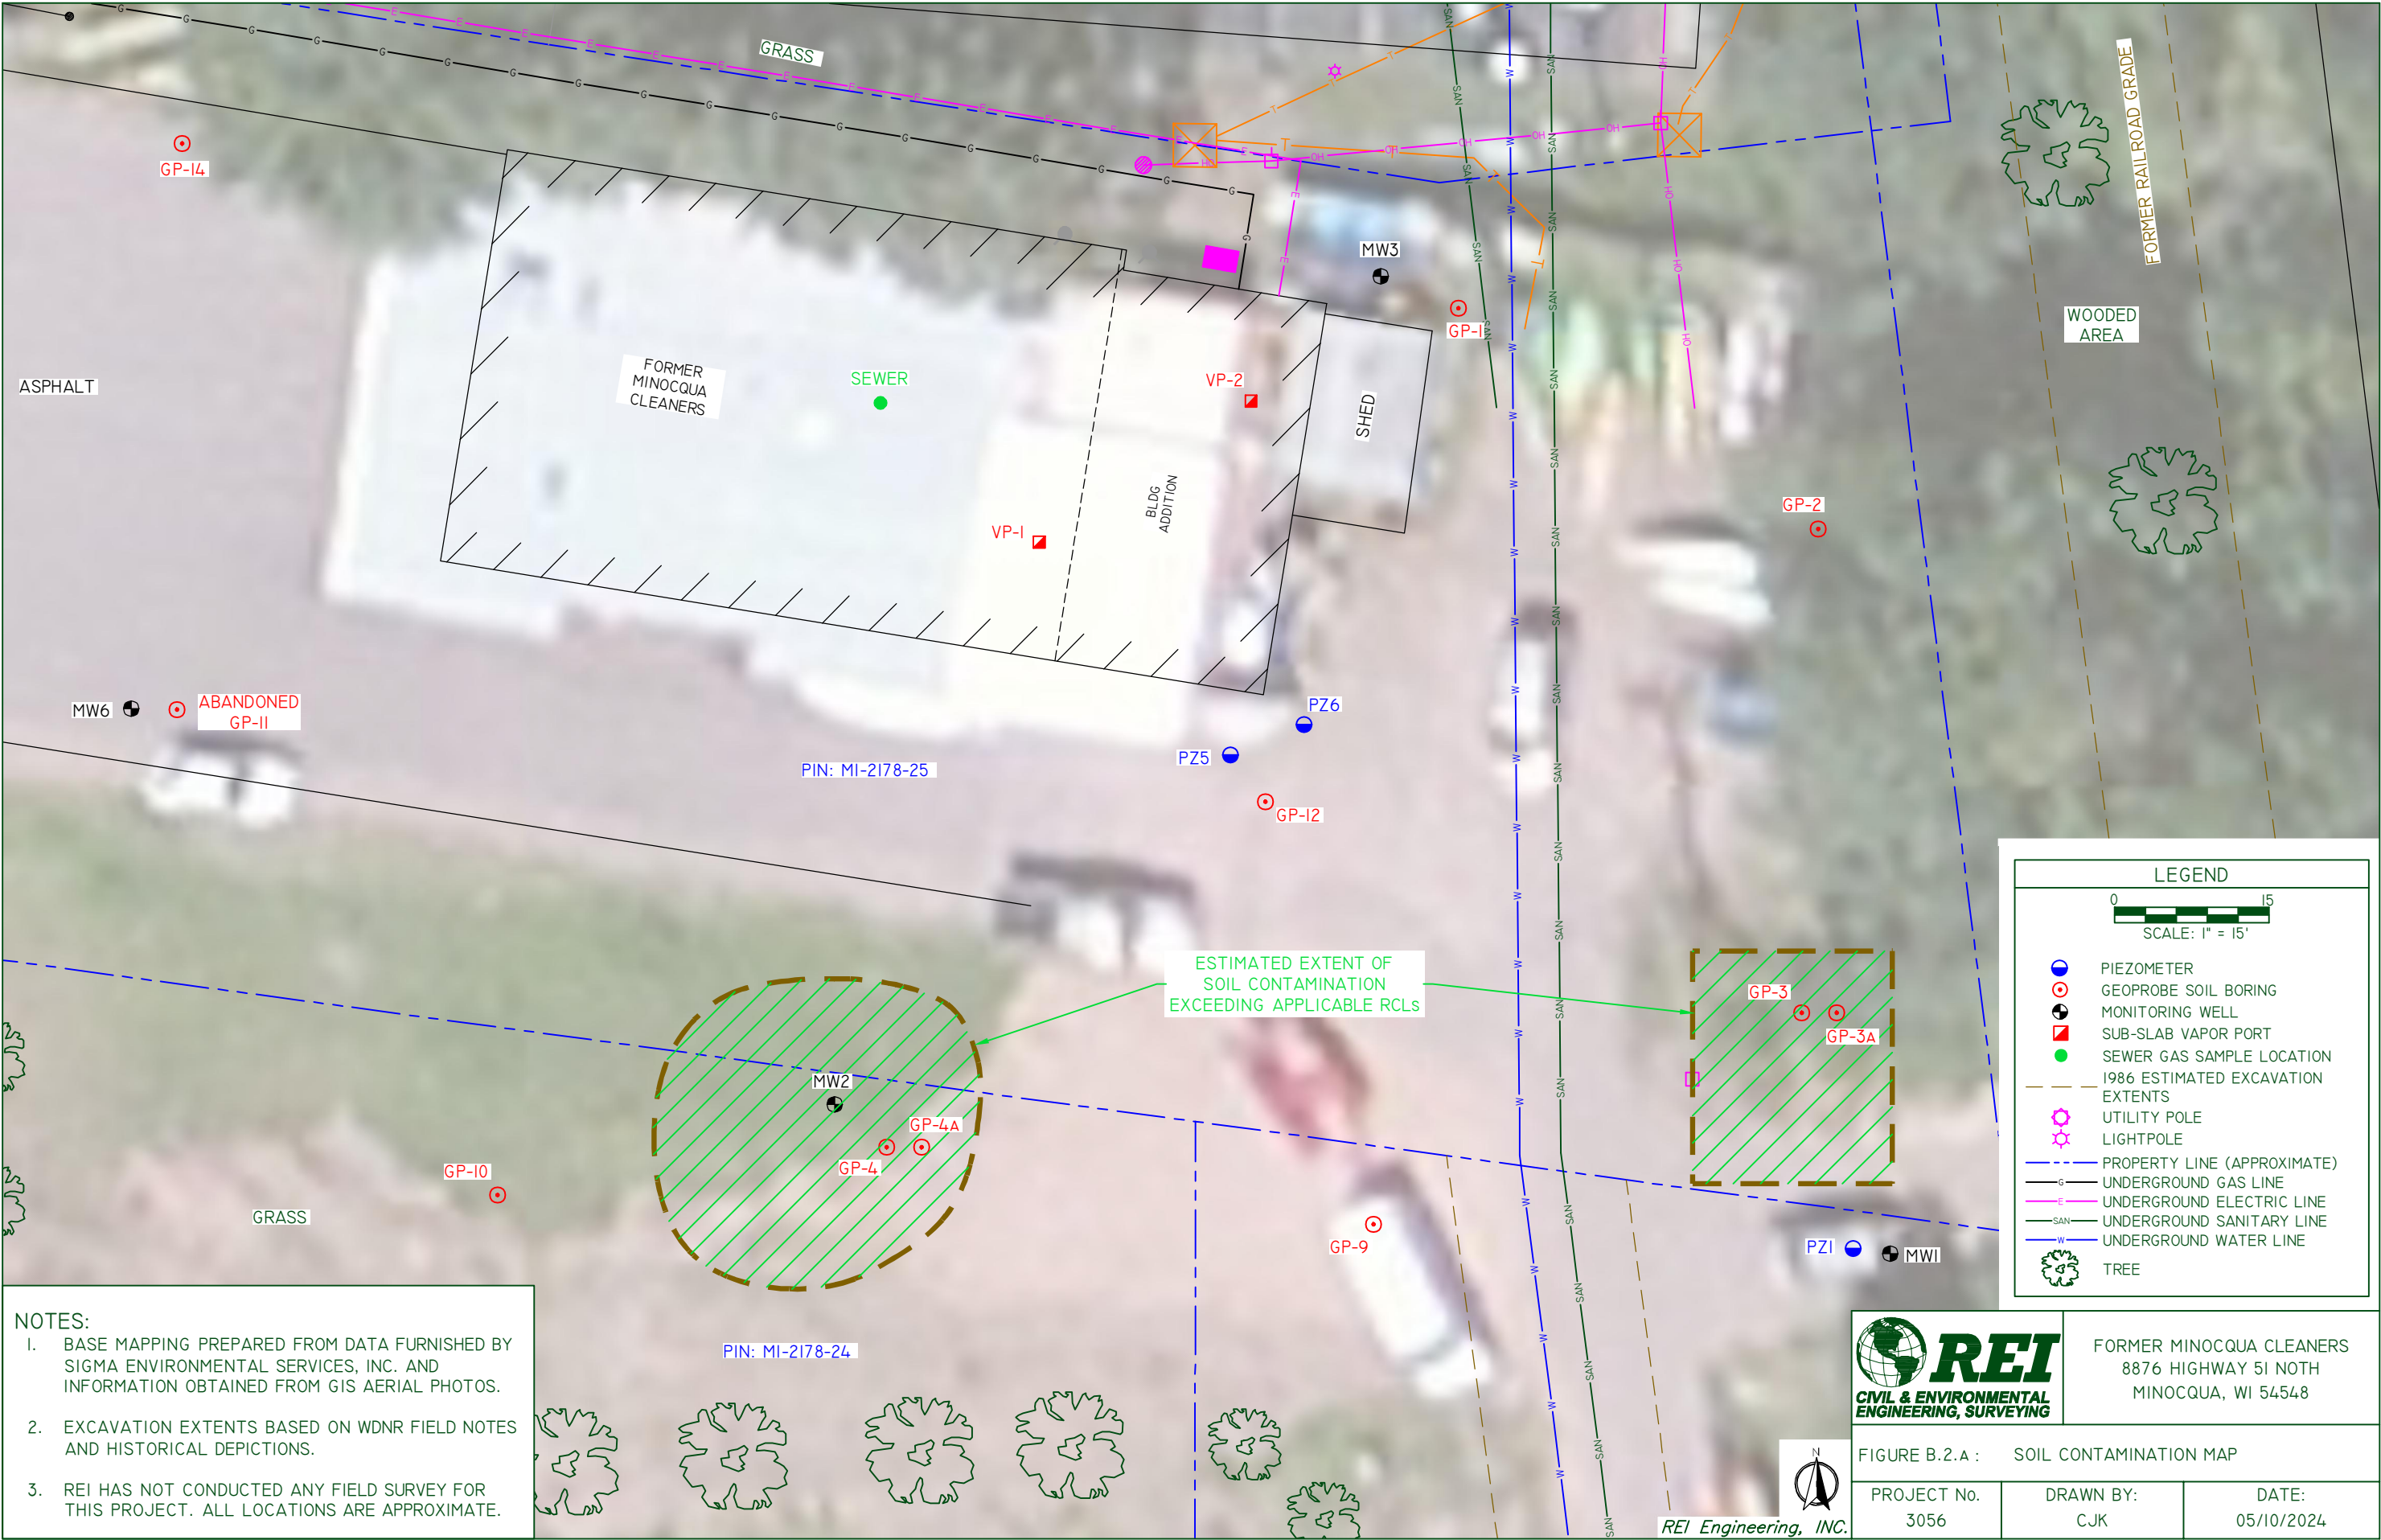 GRASS
FORMER RAILROAD GRADE
GP-14
MW3
GP-1
WOODED
AREA
ASPHALT
FORMER
MINOCQUA
CLEANERS
SEWER
VP-2
SHED
BLDG
ADDITION
VP-1
GP-2
MW6
ABANDONED
GP-11
PZ6
PZ5
PIN: MI-2178-25
GP-12
ESTIMATED EXTENT OF
SOIL CONTAMINATION
EXCEEDING APPLICABLE RCLs
GP-3
GP-3A
MW2
GP-4A
GP-4
GP-10
GRASS
GP-9
PZ1
MW1
PIN: MI-2178-24
LEGEND
0 15
SCALE: 1" = 15'
PIEZOMETER
GEOPROBE SOIL BORING
MONITORING WELL
SUB-SLAB VAPOR PORT
SEWER GAS SAMPLE LOCATION
1986 ESTIMATED EXCAVATION
EXTENTS
UTILITY POLE
LIGHTPOLE
PROPERTY LINE (APPROXIMATE)
G UNDERGROUND GAS LINE
E UNDERGROUND ELECTRIC LINE
SAN UNDERGROUND SANITARY LINE
W UNDERGROUND WATER LINE
TREE
NOTES:
1. BASE MAPPING PREPARED FROM DATA FURNISHED BY
SIGMA ENVIRONMENTAL SERVICES, INC. AND
INFORMATION OBTAINED FROM GIS AERIAL PHOTOS.
2. EXCAVATION EXTENTS BASED ON WDNR FIELD NOTES
AND HISTORICAL DEPICTIONS.
3. REI HAS NOT CONDUCTED ANY FIELD SURVEY FOR
THIS PROJECT. ALL LOCATIONS ARE APPROXIMATE.
N
REI Engineering, INC.
REI
CIVIL & ENVIRONMENTAL
ENGINEERING, SURVEYING
FORMER MINOCQUA CLEANERS
8876 HIGHWAY 51 NOTH
MINOCQUA, WI 54548
FIGURE B.2.A : SOIL CONTAMINATION MAP
PROJECT No.
3056
DRAWN BY:
CJK
DATE:
05/10/2024